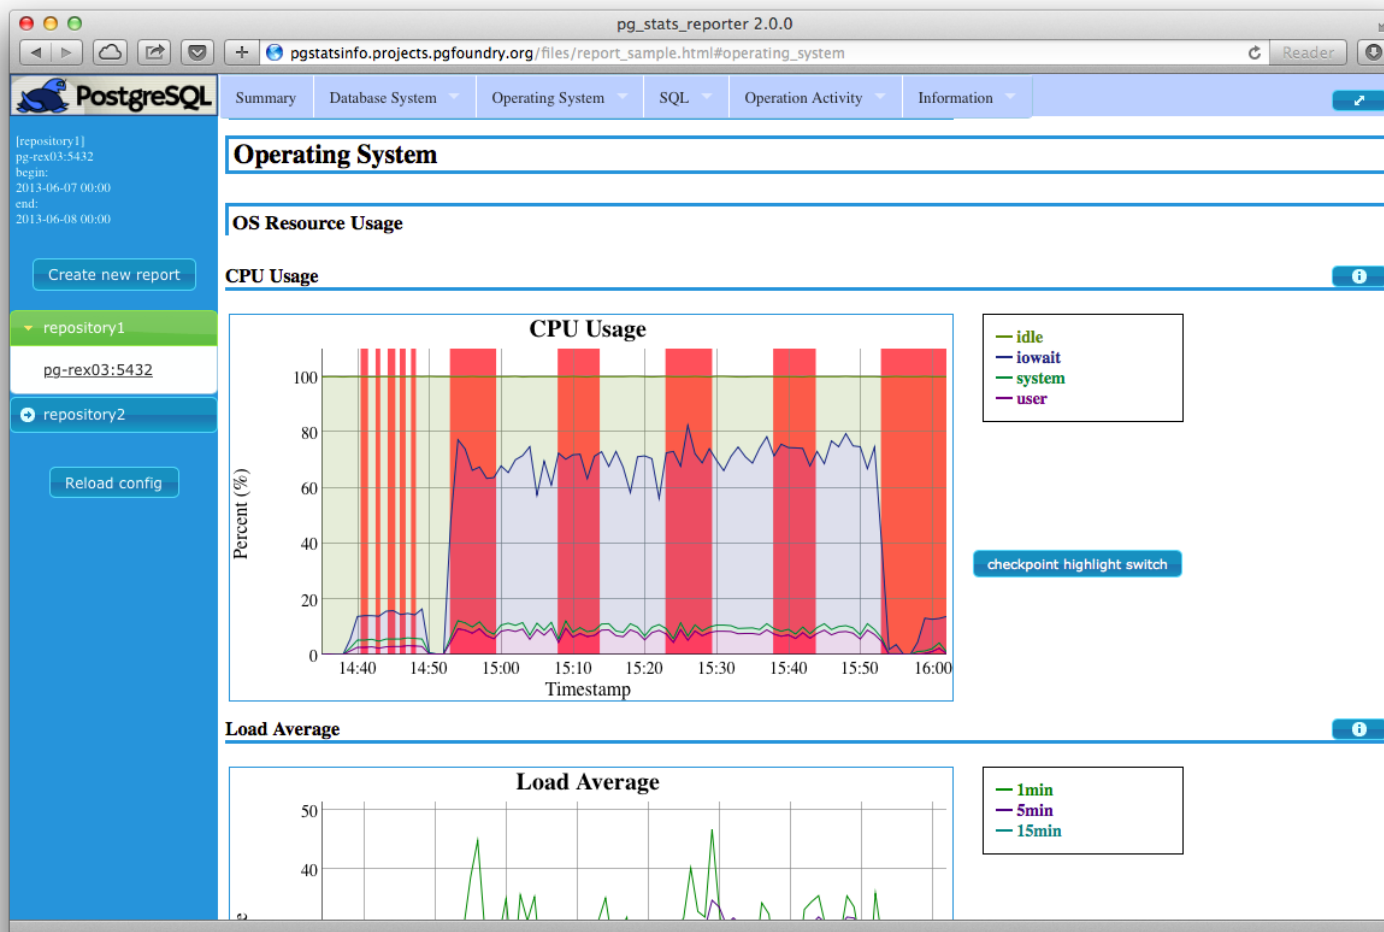 pg_stats_reporter 2.0.0
pgstatsinfo.projects.pgfoundry.org/files/report_sample.html#operating_system
Reader
PostgreSQL
Summary
Database System
Operating System
SQL
Operation Activity
Information
[repository1]
pg-rex03:5432
begin:
2013-06-07 00:00
end:
2013-06-08 00:00
Create new report
repository1
pg-rex03:5432
repository2
Reload config
Operating System
OS Resource Usage
CPU Usage
CPU Usage
Percent (%)
100
80
60
40
20
0
14:40 14:50 15:00 15:10 15:20 15:30 15:40 15:50 16:00
Timestamp
idle
iowait
system
user
checkpoint highlight switch
Load Average
Load Average
50
40
1min
5min
15min